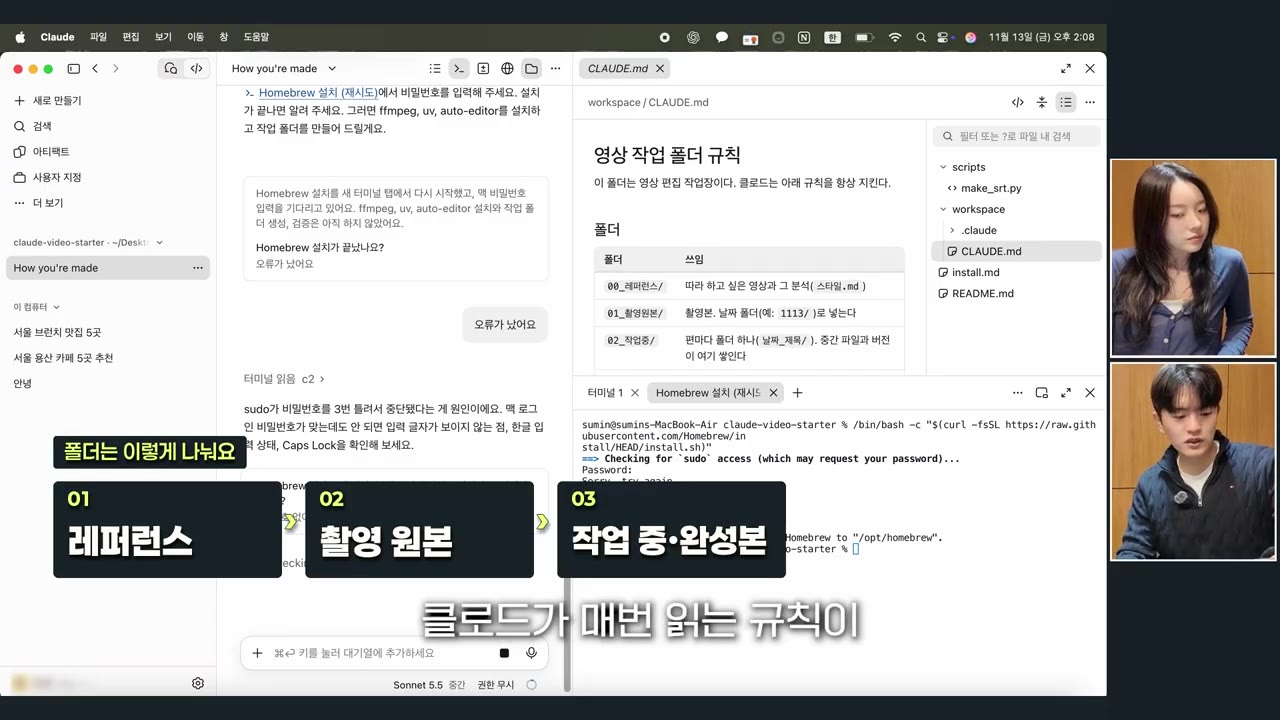 Claude 파일 편집 보기 이동 창 도움말
한
11월 13일 (금) 오후 2:08
새로 만들기
검색
아티팩트
사용자 지정
더 보기
claude-video-starter · ~/Deskt
How you're made
이 컴퓨터
서울 브런치 맛집 5곳
서울 용산 카페 5곳 추천
안녕
How you're made
Homebrew 설치 (재시도)에서 비밀번호를 입력해 주세요. 설치
가 끝나면 알려 주세요. 그러면 ffmpeg, uv, auto-editor를 설치하
고 작업 폴더를 만들어 드릴게요.
Homebrew 설치를 새 터미널 탭에서 다시 시작했고, 맥 비밀번호
입력을 기다리고 있어요. ffmpeg, uv, auto-editor 설치와 작업 폴
더 생성, 검증은 아직 하지 않았어요.
Homebrew 설치가 끝났나요?
오류가 났어요
오류가 났어요
터미널 읽음 c2
sudo가 비밀번호를 3번 틀려서 중단됐다는 게 원인이에요. 맥 로그
인 비밀번호가 맞는데도 안 되면 입력 글자가 보이지 않는 점, 한글 입
력 상태, Caps Lock을 확인해 보세요.
⌘⏎ 키를 눌러 대기열에 추가하세요
Sonnet 5.5 중간 권한 무시
CLAUDE.md
workspace / CLAUDE.md
영상 작업 폴더 규칙
이 폴더는 영상 편집 작업장이다. 클로드는 아래 규칙을 항상 지킨다.
폴더
폴더 쓰임
00_레퍼런스/ 따라 하고 싶은 영상과 그 분석( 스타일.md )
01_촬영원본/ 촬영본. 날짜 폴더(예: 1113/ )로 넣는다
02_작업중/ 편마다 폴더 하나( 날짜_제목/ ). 중간 파일과 버전
이 여기 쌓인다
필터 또는 ?로 파일 내 검색
scripts
make_srt.py
workspace
.claude
CLAUDE.md
install.md
README.md
터미널 1 Homebrew 설치 (재시도
sumin@sumins-MacBook-Air claude-video-starter % /bin/bash -c "$(curl -fsSL https://raw.gith
ubusercontent.com/Homebrew/in
stall/HEAD/install.sh)"
==> Checking for `sudo` access (which may request your password)...
Password:
Sorry, try again.
Homebrew to "/opt/homebrew".
o-starter %
폴더는 이렇게 나눠요
01
레퍼런스
02
촬영 원본
03
작업 중·완성본
클로드가 매번 읽는 규칙이